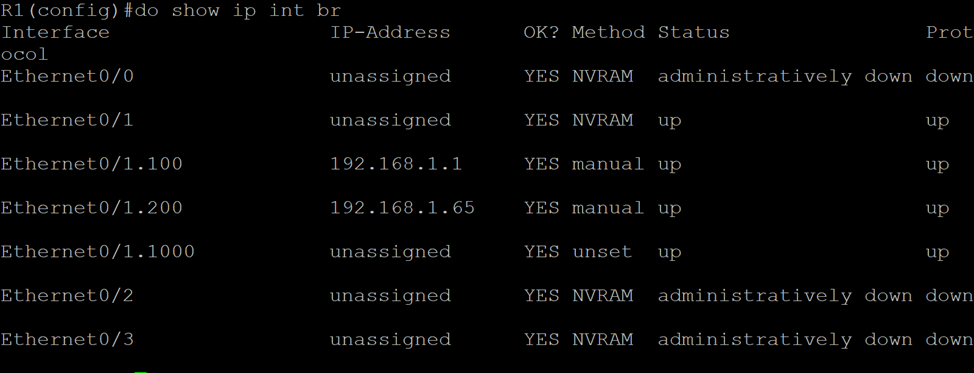 R1(config)#do show ip int br
Interface IP-Address OK? Method Status Prot
ocol
Ethernet0/0 unassigned YES NVRAM administratively down down
Ethernet0/1 unassigned YES NVRAM up up
Ethernet0/1.100 192.168.1.1 YES manual up up
Ethernet0/1.200 192.168.1.65 YES manual up up
Ethernet0/1.1000 unassigned YES unset up up
Ethernet0/2 unassigned YES NVRAM administratively down down
Ethernet0/3 unassigned YES NVRAM administratively down down